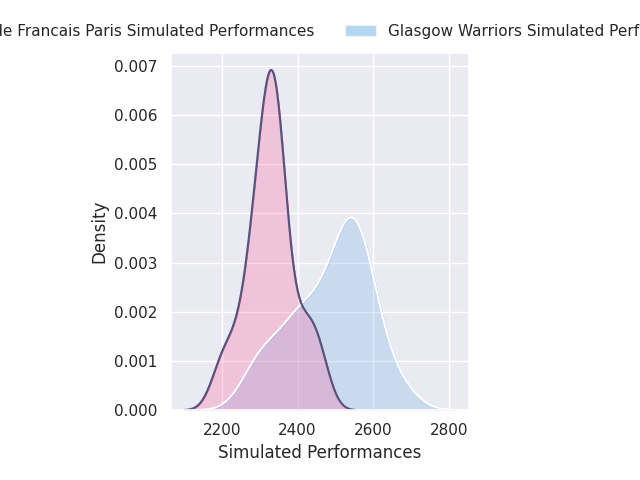 le Francais Paris Simulated Performances
Glasgow Warriors Simulated Perf
0.007
0.006
0.005
0.004
0.003
0.002
0.001
0.000
Density
2200 2400 2600 2800
Simulated Performances